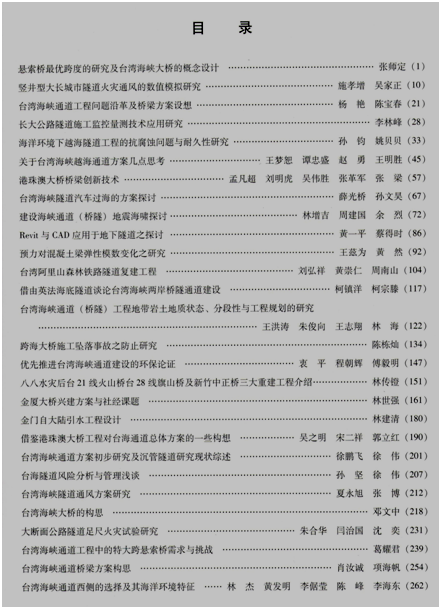 目 录
悬索桥最优跨度的研究及台湾海峡大桥的概念设计 …… 张师定 (1)
竖井型大长城市隧道火灾通风的数值模拟研究 …… 施孝增 吴家正 (10)
台湾海峡通道工程问题沿革及桥梁方案设想 …… 杨 艳 陈宝春 (21)
长大公路隧道施工监控量测技术应用研究 …… 李林峰 (28)
海洋环境下越海隧道工程的抗腐蚀问题与耐久性研究 …… 孙 钧 姚贝贝 (33)
关于台湾海峡越海通道方案几点思考 …… 王梦恕 谭忠盛 赵 勇 王明胜 (45)
港珠澳大桥桥梁创新技术 …… 孟凡超 刘明虎 吴伟胜 张革军 张 梁 (57)
台湾海峡隧道汽车过海的方案探讨 …… 薛光桥 孙文昊 (67)
建设海峡通道（桥隧）地震海啸探讨 …… 林增吉 周建国 余 烈 (72)
Revit 与 CAD 应用于地下隧道之探讨 …… 黄一平 蔡得时 (86)
预力对混凝土梁弹性模数变化之研究 …… 王兹为 黄 然 (92)
台湾阿里山森林铁路隧道复建工程 …… 刘弘祥 黄崇仁 周南山 (104)
借由英法海底隧道谈论台湾海峡两岸桥隧通道建设 …… 柯镇洋 柯宗滕 (117)
台湾海峡通道（桥隧）工程地带岩土地质状态、分段性与工程规划的研究
…… 王洪涛 朱俊向 王志翔 林 海 (122)
跨海大桥施工坠落事故之防止研究 …… 陈栋灿 (134)
优先推进台湾海峡通道建设的环保论证 …… 衷 平 程朝辉 傅毅明 (147)
八八水灾后台 21 线火山桥台 28 线旗山桥及新竹中正桥三大重建工程介绍 …… 林传镫 (151)
金厦大桥兴建方案与社经课题 …… 林世强 (161)
金门自大陆引水工程设计 …… 林建清 (180)
借鉴港珠澳大桥工程对台海通道总体方案的一些构想 …… 吴之明 宋二祥 郭立红 (190)
台湾海峡通道方案初步研究及沉管隧道研究现状综述 …… 徐鹏飞 徐 伟 (201)
台海隧道风险分析与管理浅谈 …… 孙 坚 徐 伟 (207)
台湾海峡隧道通风方案研究 …… 夏永旭 张 博 (212)
台湾海峡大桥的构思 …… 邓文中 (218)
大断面公路隧道足尺火灾试验研究 …… 朱合华 闫治国 沈 奕 (231)
台湾海峡通道工程中的特大跨悬索桥需求与挑战 …… 葛耀君 (239)
台湾海峡通道桥梁方案构思 …… 肖汝诚 项海帆 (254)
台湾海峡通道西侧的选择及其海洋环境特征 …… 林 杰 黄发明 李倨莹 陈 峰 李海东 (262)